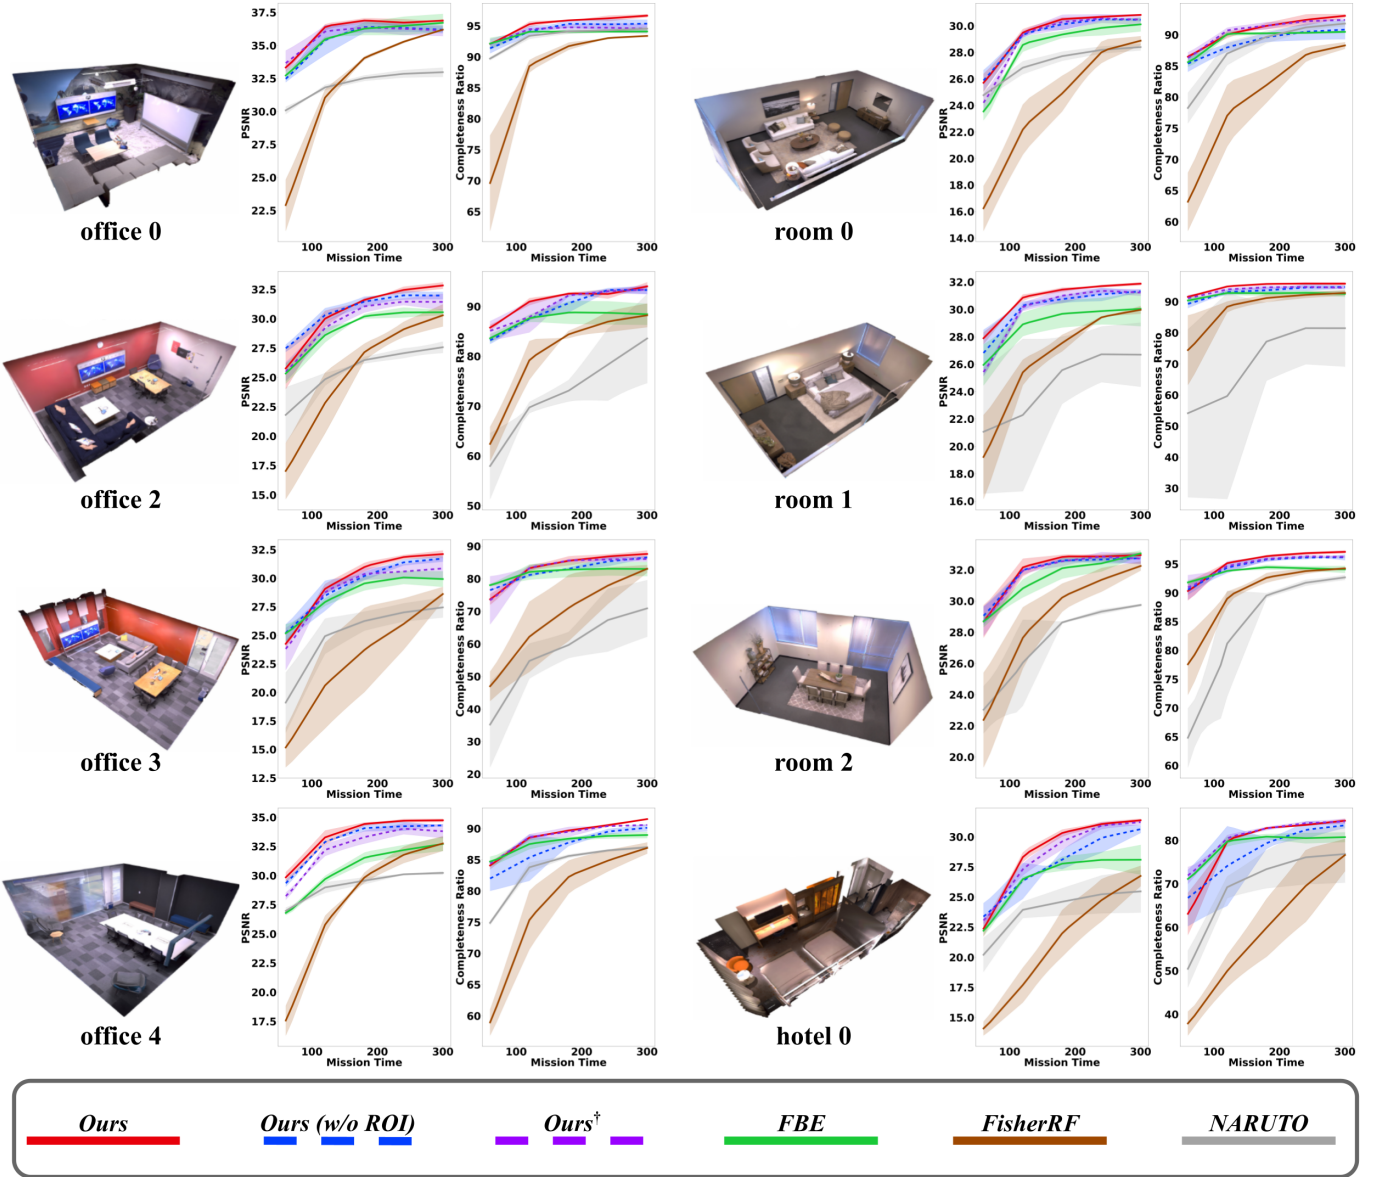 37.5
35.0
32.5
30.0
27.5
25.0
22.5
PSNR
100 200 300
Mission Time
95
90
85
80
75
70
65
Completeness Ratio
100 200 300
Mission Time
office 0
30.0
28.0
26.0
24.0
22.0
20.0
18.0
16.0
14.0
PSNR
100 200 300
Mission Time
90
85
80
75
70
65
60
Completeness Ratio
100 200 300
Mission Time
room 0
32.5
30.0
27.5
25.0
22.5
20.0
17.5
15.0
PSNR
100 200 300
Mission Time
90
80
70
60
50
Completeness Ratio
100 200 300
Mission Time
office 2
32.0
30.0
28.0
26.0
24.0
22.0
20.0
18.0
16.0
PSNR
100 200 300
Mission Time
90
80
70
60
50
40
30
Completeness Ratio
100 200 300
Mission Time
room 1
32.5
30.0
27.5
25.0
22.5
20.0
17.5
15.0
12.5
PSNR
100 200 300
Mission Time
90
80
70
60
50
40
30
20
Completeness Ratio
100 200 300
Mission Time
office 3
32.0
30.0
28.0
26.0
24.0
22.0
20.0
PSNR
100 200 300
Mission Time
95
90
85
80
75
70
65
60
Completeness Ratio
100 200 300
Mission Time
room 2
35.0
32.5
30.0
27.5
25.0
22.5
20.0
17.5
PSNR
100 200 300
Mission Time
90
85
80
75
70
65
60
Completeness Ratio
100 200 300
Mission Time
office 4
30.0
27.5
25.0
22.5
20.0
17.5
15.0
PSNR
100 200 300
Mission Time
80
70
60
50
40
Completeness Ratio
100 200 300
Mission Time
hotel 0
Ours Ours (w/o ROI) Ours† FBE FisherRF NARUTO